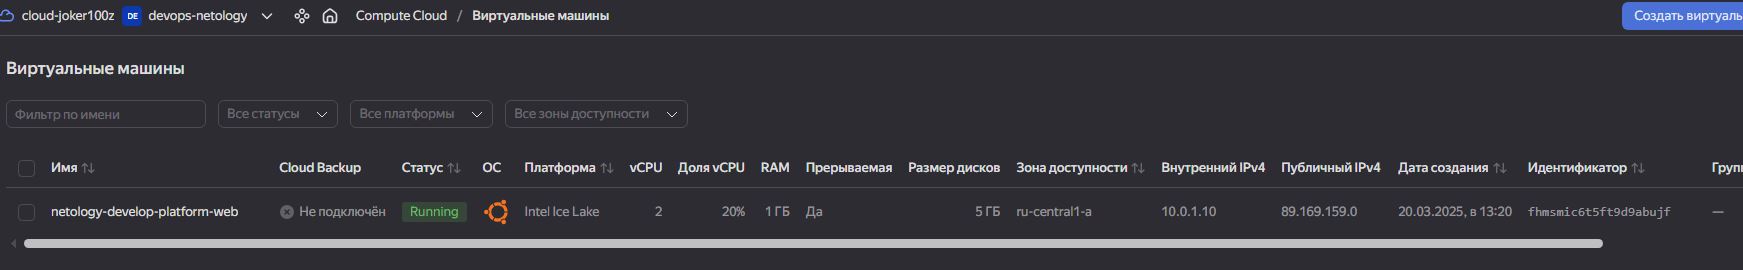 cloud-joker100z DE devops-netology Compute Cloud / Виртуальные машины Создать виртуаль
Виртуальные машины
Фильтр по имени Все статусы Все платформы Все зоны доступности
Имя Cloud Backup Статус ОС Платформа vCPU Доля vCPU RAM Прерываемая Размер дисков Зона доступности Внутренний IPv4 Публичный IPv4 Дата создания Идентификатор Групп
netology-develop-platform-web Не подключён Running Intel Ice Lake 2 20% 1 ГБ Да 5 ГБ ru-central1-a 10.0.1.10 89.169.159.0 20.03.2025, в 13:20 fhmsmic6t5ft9d9abujf —